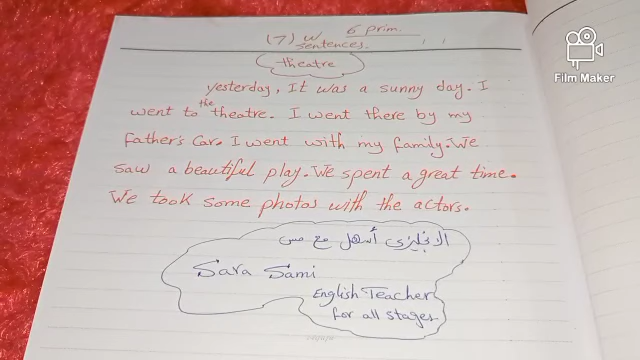 6 prim.
(7) w
sentences.
theatre
yesterday, It was a sunny day. I
went to the theatre. I went there by my
Father's Car. I went with my family. We
saw a beautiful play. We spent a great time.
We took some photos with the actors.
الانجليزى أسهل مع مس
Sara Sami
English Teacher
for all stages
Film Maker